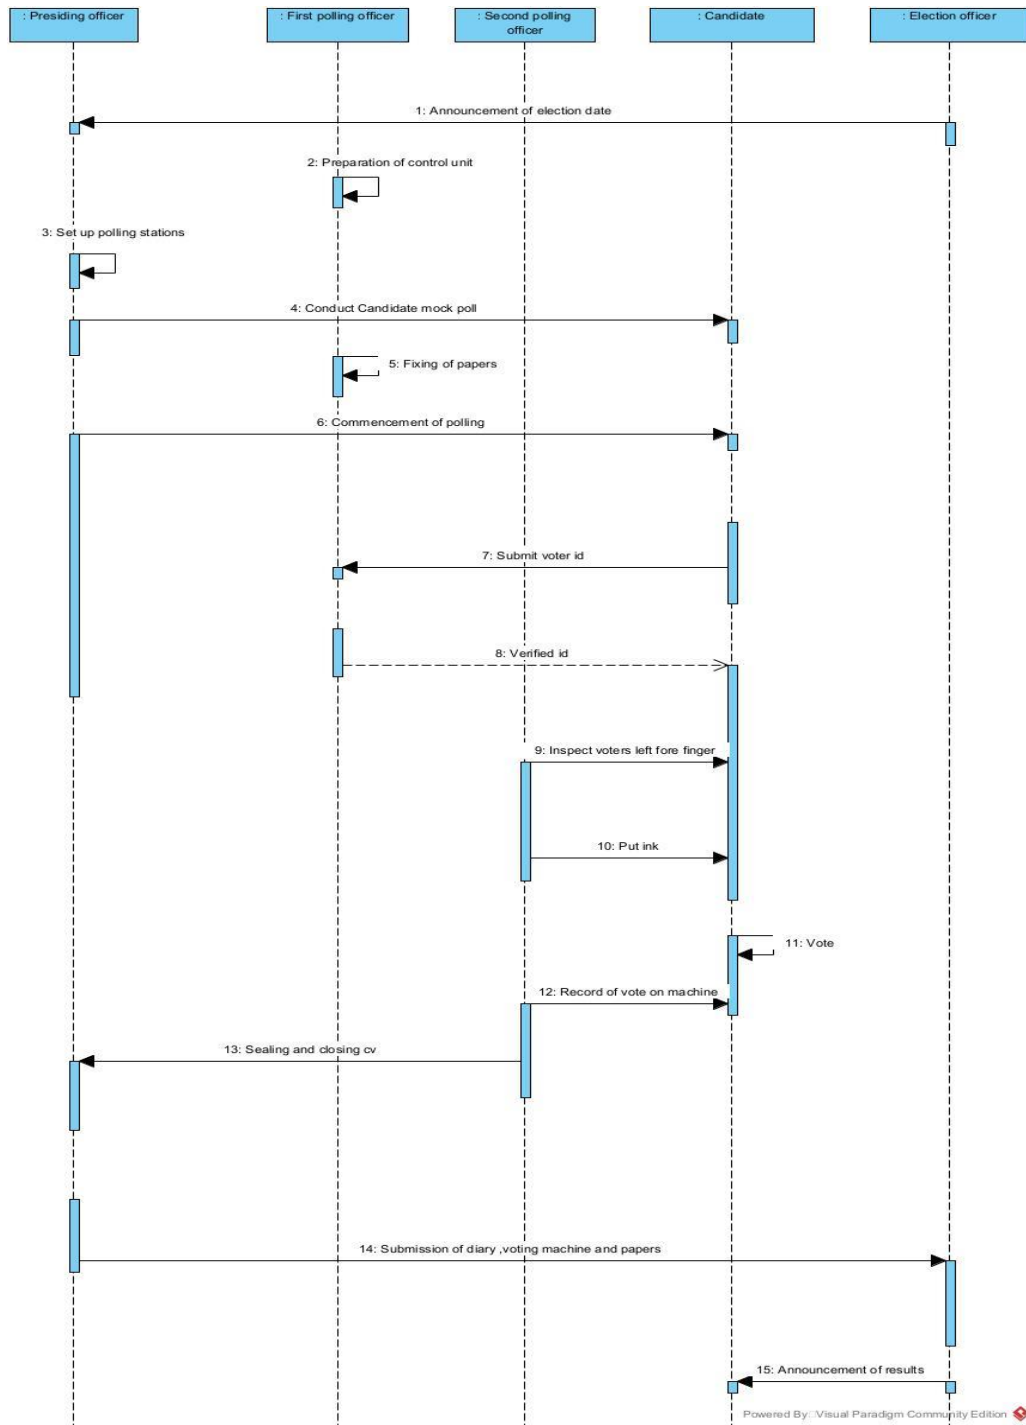 : Presiding officer
: First polling officer
: Second polling
officer
: Candidate
: Election officer
1: Announcement of election date
2: Preparation of control unit
3: Set up polling stations
4: Conduct Candidate mock poll
5: Fixing of papers
6: Commencement of polling
7: Submit voter id
8: Verified id
9: Inspect voters left fore finger
10: Put ink
11: Vote
12: Record of vote on machine
13: Sealing and closing cv
14: Submission of diary ,voting machine and papers
15: Announcement of results
Powered By Visual Paradigm Community Edition